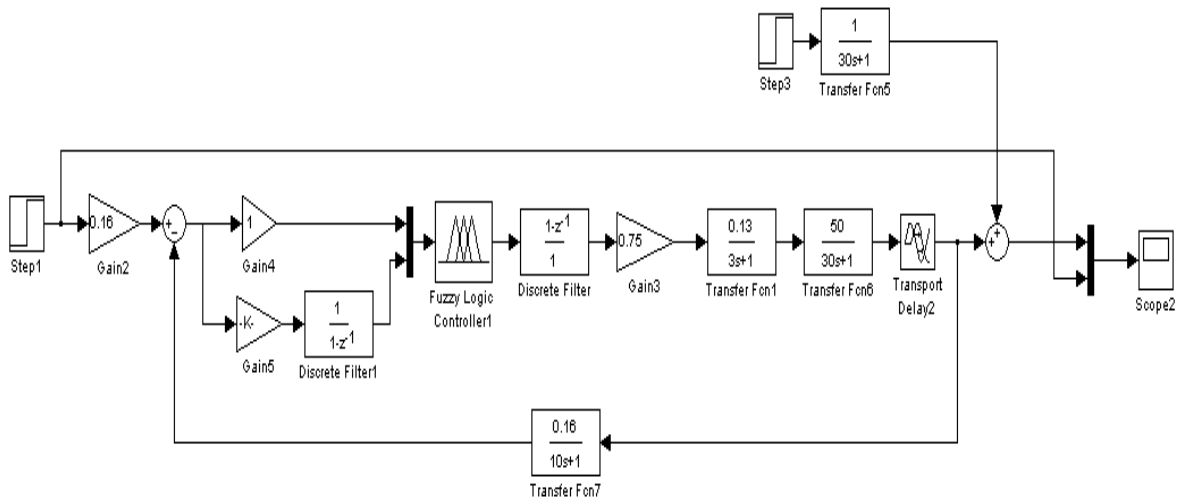 1
30s+1
Step3
Transfer Fcn5
Step1
0.16
Gain2
+
−
1
Gain4
-K-
Gain5
1
1-z-1
Discrete Filter1
Fuzzy Logic
Controller1
1-z-1
1
Discrete Filter
0.75
Gain3
0.13
3s+1
Transfer Fcn1
50
30s+1
Transfer Fcn6
Transport
Delay2
+
+
Scope2
0.16
10s+1
Transfer Fcn7